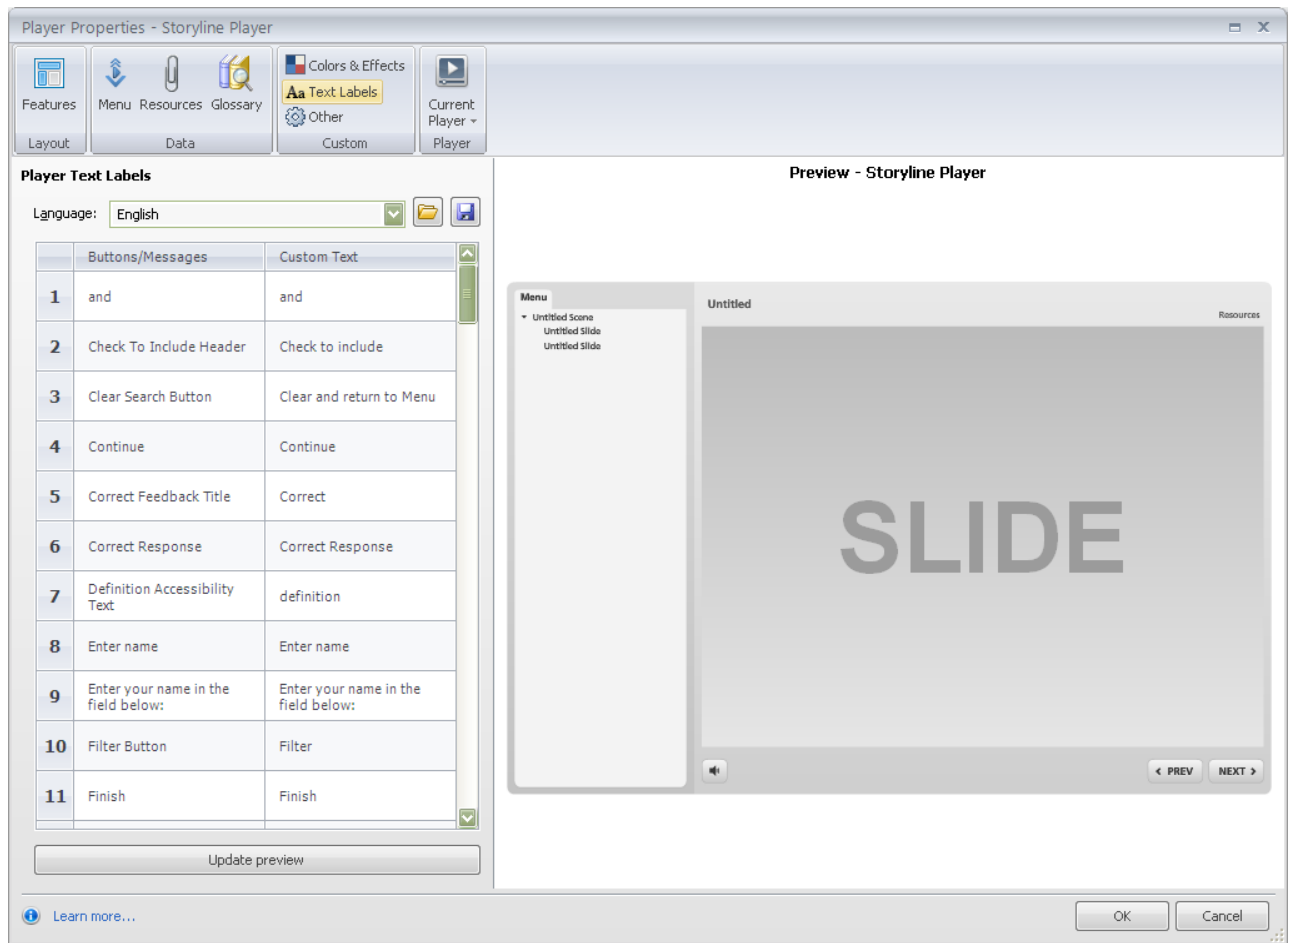 Player Properties - Storyline Player
Features
Menu
Resources
Glossary
Colors & Effects
Aa Text Labels
Other
Current
Player
Layout
Data
Custom
Player
Player Text Labels
Language:
English
Buttons/Messages
Custom Text
1
and
and
2
Check To Include Header
Check to include
3
Clear Search Button
Clear and return to Menu
4
Continue
Continue
5
Correct Feedback Title
Correct
6
Correct Response
Correct Response
7
Definition Accessibility
Text
definition
8
Enter name
Enter name
9
Enter your name in the
field below:
Enter your name in the
field below:
10
Filter Button
Filter
11
Finish
Finish
Update preview
Preview - Storyline Player
Menu
Untitled Scene
Untitled Slide
Untitled Slide
Untitled
Resources
SLIDE
< PREV
NEXT >
Learn more...
OK
Cancel